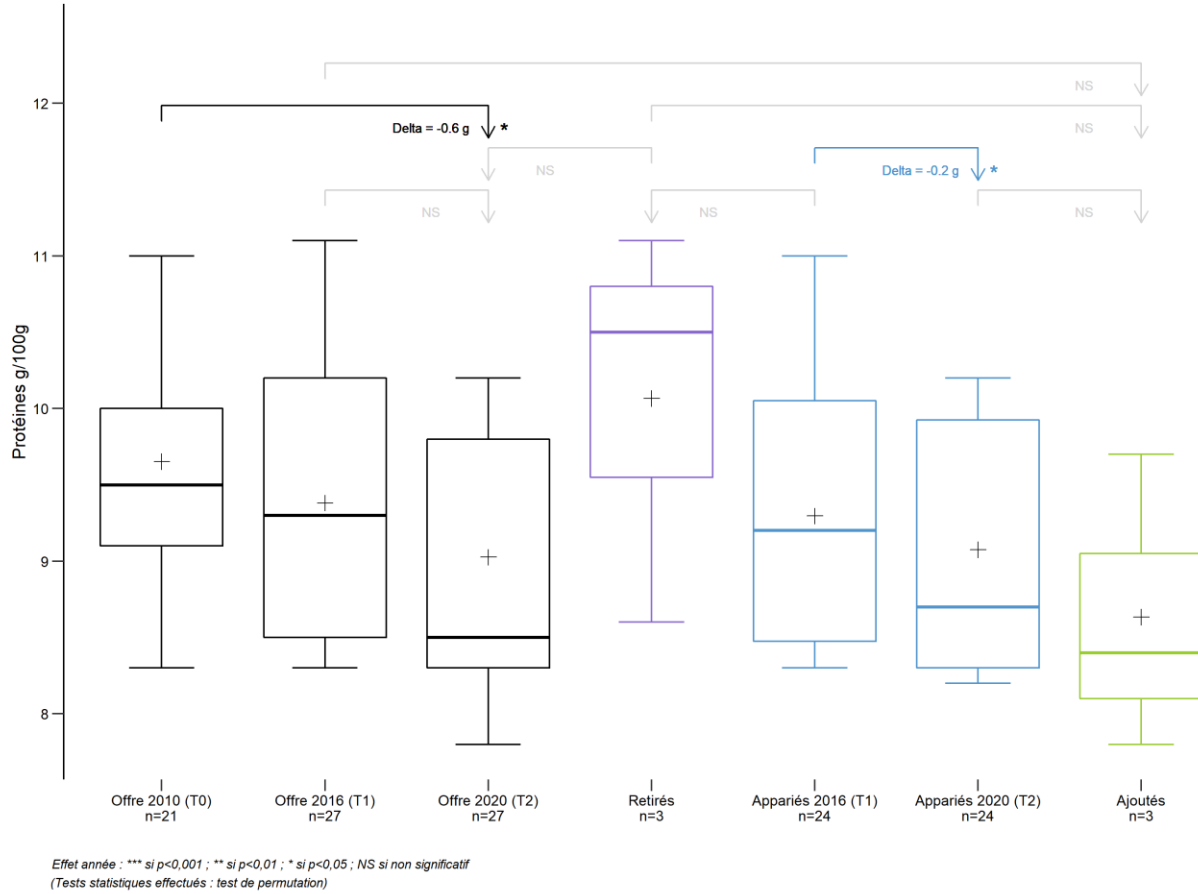 12
11
10
9
8
Protéines g/100g
NS
Delta = -0.6 g *
NS
NS
Delta = -0.2 g *
NS
NS
NS
Offre 2010 (T0)
n=21
Offre 2016 (T1)
n=27
Offre 2020 (T2)
n=27
Retirés
n=3
Appariés 2016 (T1)
n=24
Appariés 2020 (T2)
n=24
Ajoutés
n=3
Effet année : *** si p<0,001 ; ** si p<0,01 ; * si p<0,05 ; NS si non significatif
(Tests statistiques effectués : test de permutation)